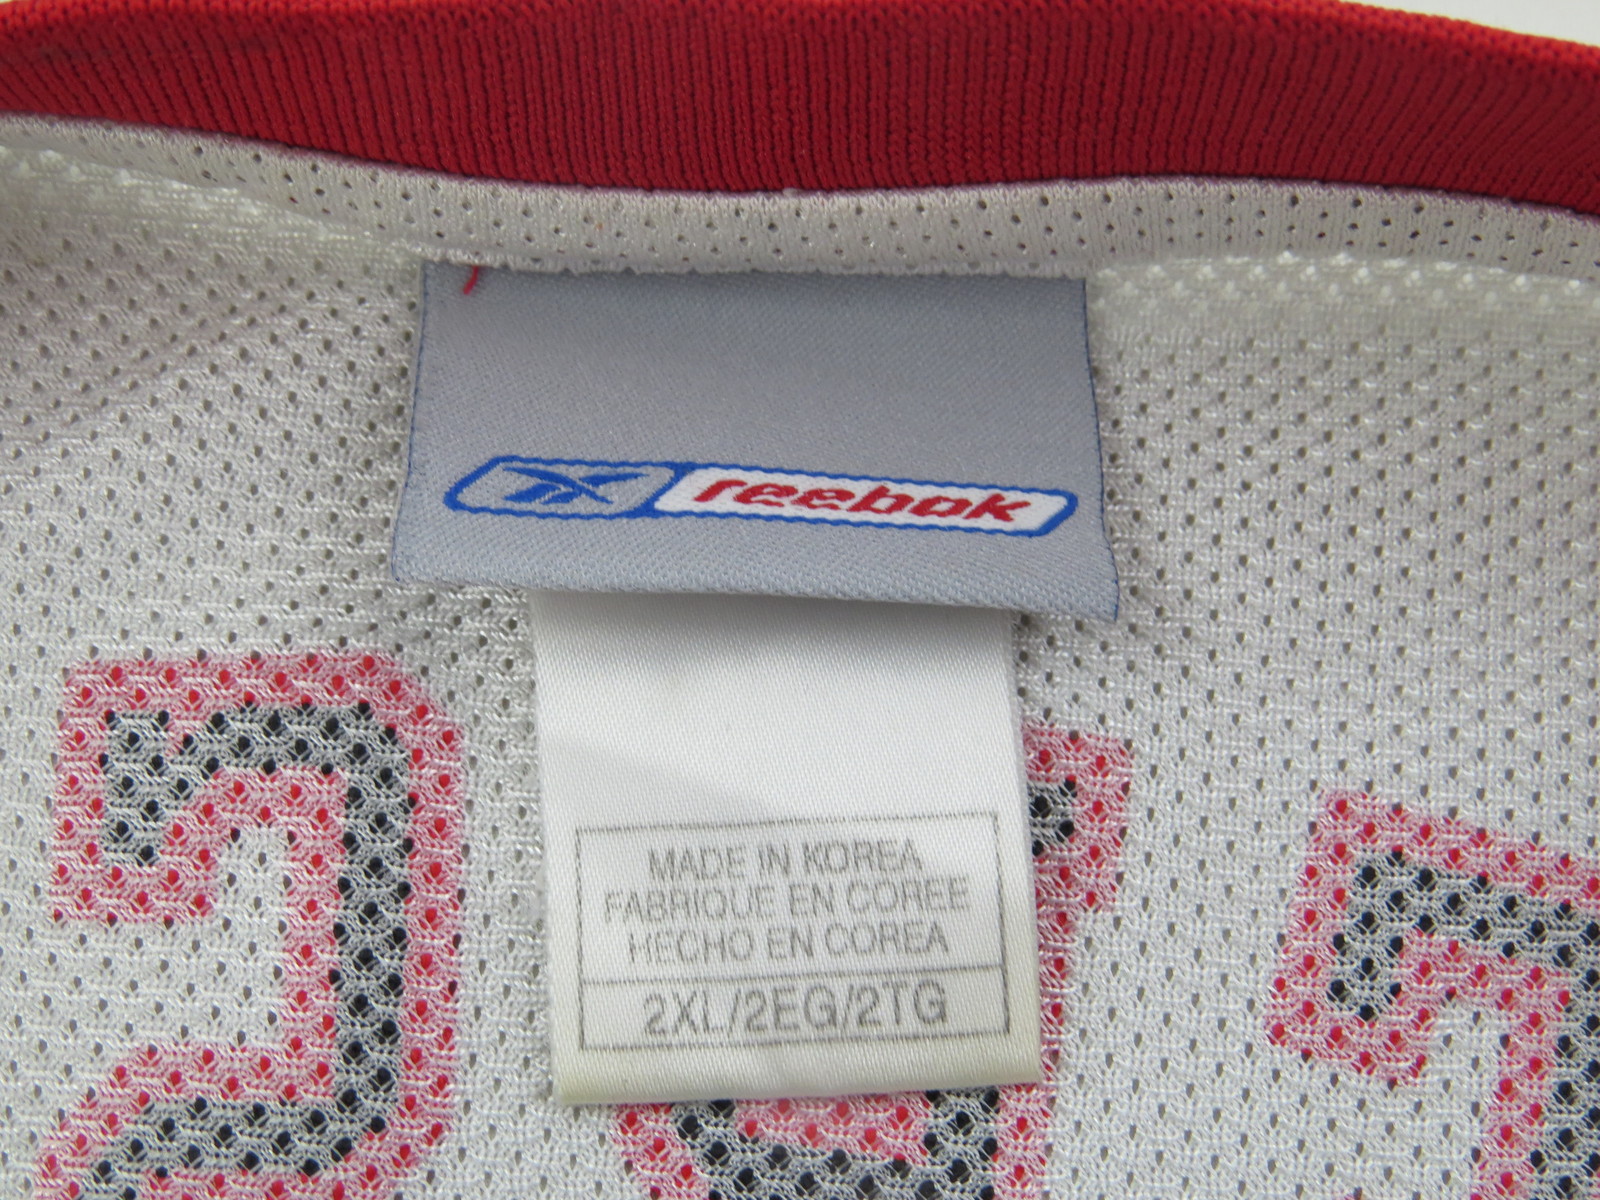 reebok
MADE IN KOREA
FABRIQUE EN COREE
HECHO EN COREA
2XL/2EG/2TG